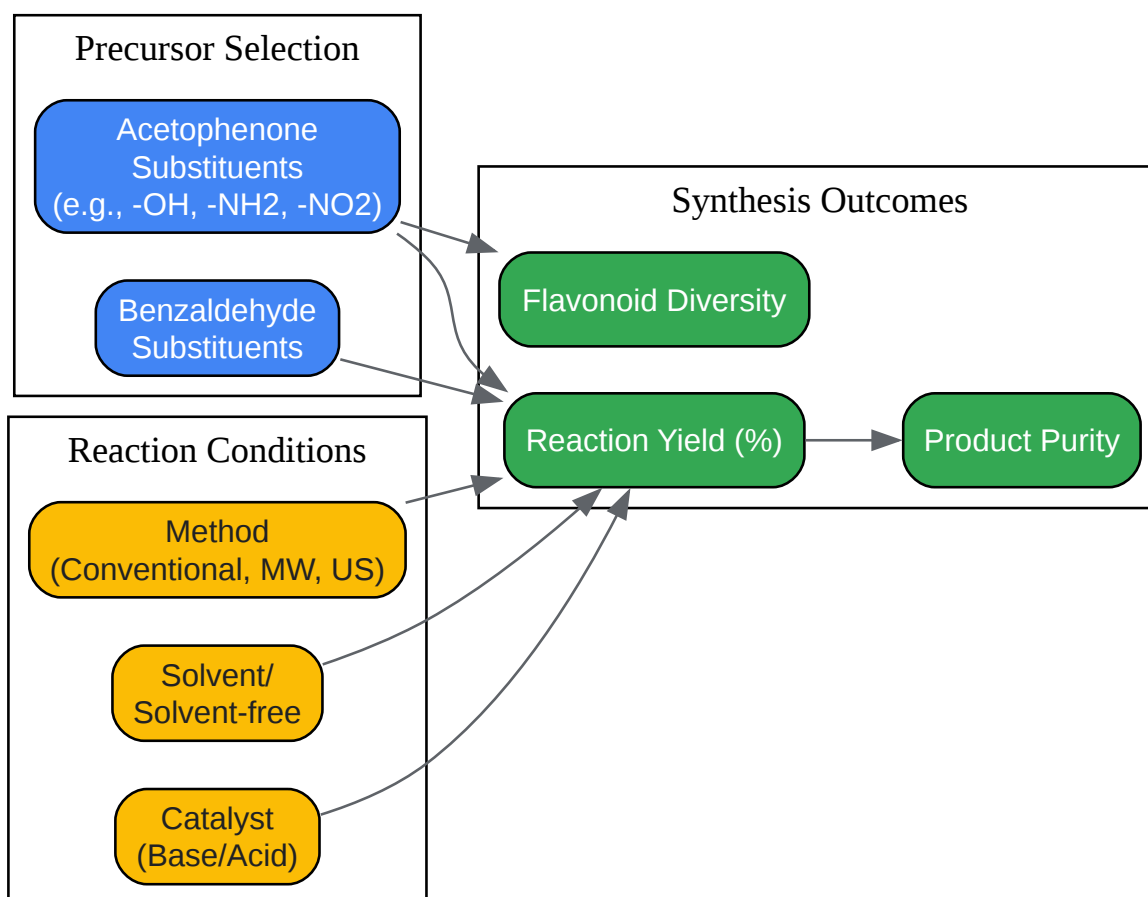 Precursor Selection
Acetophenone
Substituents
(e.g., -OH, -NH2, -NO2)
Benzaldehyde
Substituents
Reaction Conditions
Method
(Conventional, MW, US)
Solvent/
Solvent-free
Catalyst
(Base/Acid)
Synthesis Outcomes
Flavonoid Diversity
Reaction Yield (%)
Product Purity